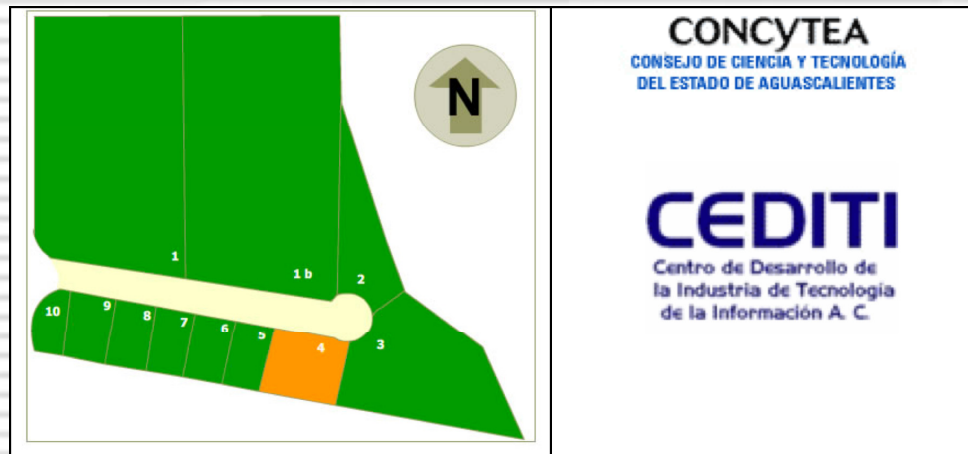 N
1
1 b
2
10
9
8
7
6
5
4
3
CONCyTEA
CONSEJO DE CIENCIA Y TECNOLOGÍA
DEL ESTADO DE AGUASCALIENTES
CEDITI
Centro de Desarrollo de
la Industria de Tecnología
de la Información A. C.